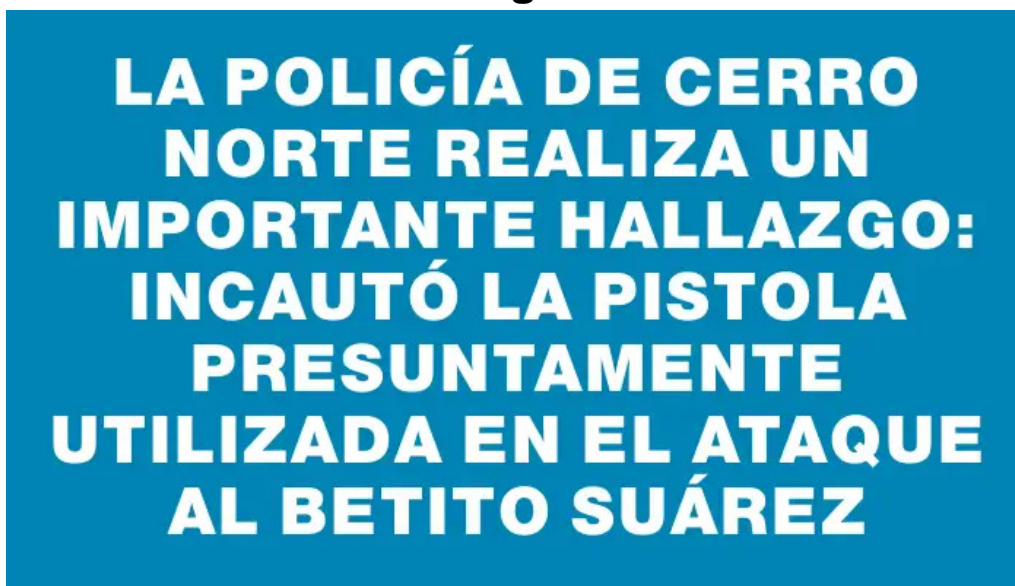 LA POLICÍA DE CERRO
NORTE REALIZA UN
IMPORTANTE HALLAZGO:
INCAUTÓ LA PISTOLA
PRESUNTAMENTE
UTILIZADA EN EL ATAQUE
AL BETITO SUÁREZ